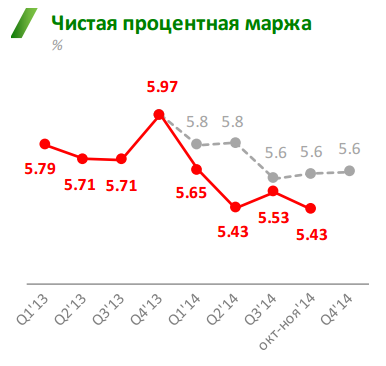 Чистая процентная маржа
%
5.97
5.8
5.8
5.79
5.71
5.71
5.65
5.43
5.6
5.53
5.6
5.43
5.6
Q1'13
Q2'13
Q3'13
Q4'13
Q1'14
Q2'14
Q3'14
окт-ноя'14
Q4'14